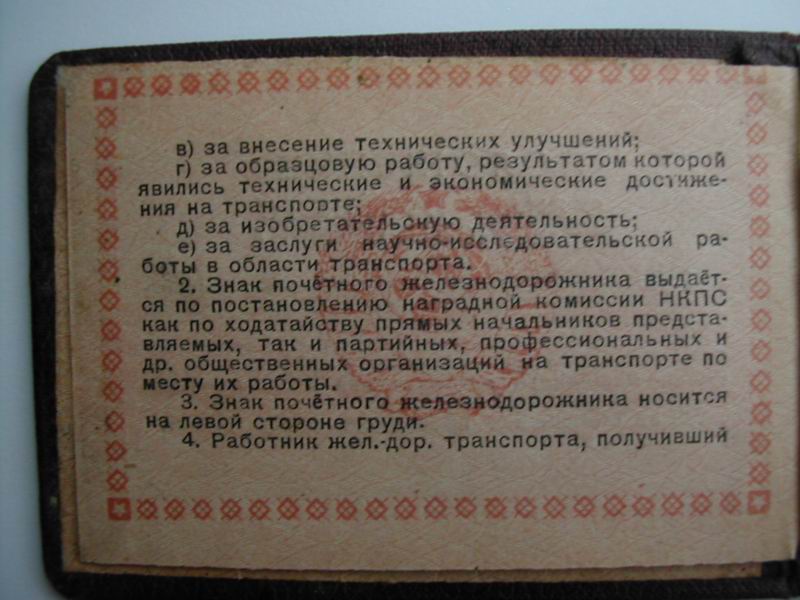 в) за внесение технических улучшений;
г) за образцовую работу, результатом которой
явились технические и экономические достиже-
ния на транспорте;
д) за изобретательскую деятельность;
е) за заслуги научно-исследовательской ра-
боты в области транспорта.
2. Знак почётного железнодорожника выдаёт-
ся по постановлению наградной комиссии НКПС
как по ходатайству прямых начальников предста-
вляемых, так и партийных, профессиональных и
др. общественных организаций на транспорте по
месту их работы.
3. Знак почётного железнодорожника носится
на левой стороне груди.
4. Работник жел.-дор. транспорта, получивший